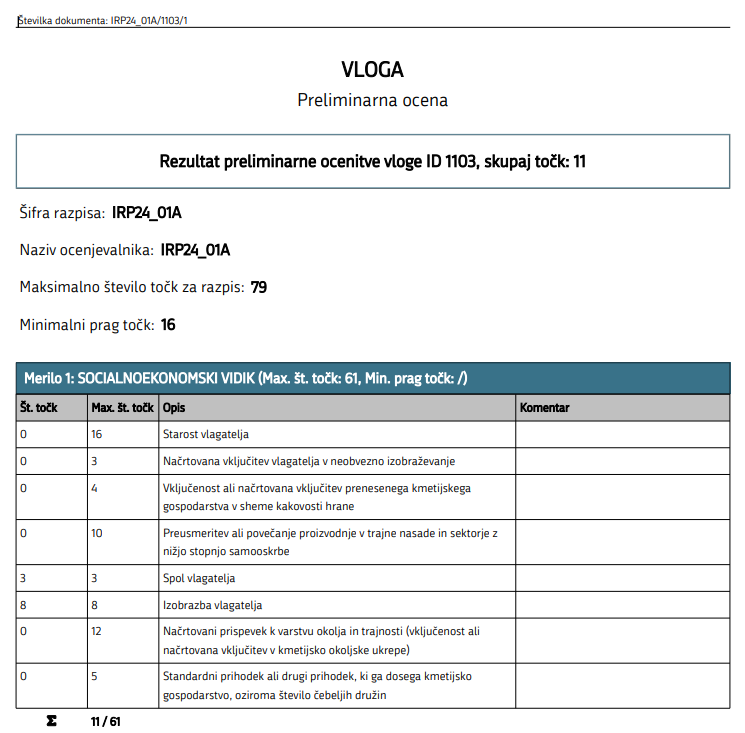 Številka dokumenta: IRP24_01A/1103/1
VLOGA
Preliminarna ocena
Rezultat preliminarne ocenitve vloge ID 1103, skupaj točk: 11
Šifra razpisa: IRP24_01A
Naziv ocenjevalnika: IRP24_01A
Maksimalno število točk za razpis: 79
Minimalni prag točk: 16
Merilo 1: SOCIALNOEKONOMSKI VIDIK (Max. št. točk: 61, Min. prag točk: /)
Št. točk Max. št. točk Opis Komentar
0 16 Starost vlagatelja
0 3 Načrtovana vključitev vlagatelja v neobvezno izobraževanje
0 4 Vključenost ali načrtovana vključitev prenesenega kmetijskega
gospodarstva v sheme kakovosti hrane
0 10 Preusmeritev ali povečanje proizvodnje v trajne nasade in sektorje z
nižjo stopnjo samooskrbe
3 3 Spol vlagatelja
8 8 Izobrazba vlagatelja
0 12 Načrtovani prispevek k varstvu okolja in trajnosti (vključenost ali
načrtovana vključitev v kmetijsko okoljske ukrepe)
0 5 Standardni prihodek ali drugi prihodek, ki ga dosega kmetijsko
gospodarstvo, oziroma število čebeljih družin
Σ 11 / 61